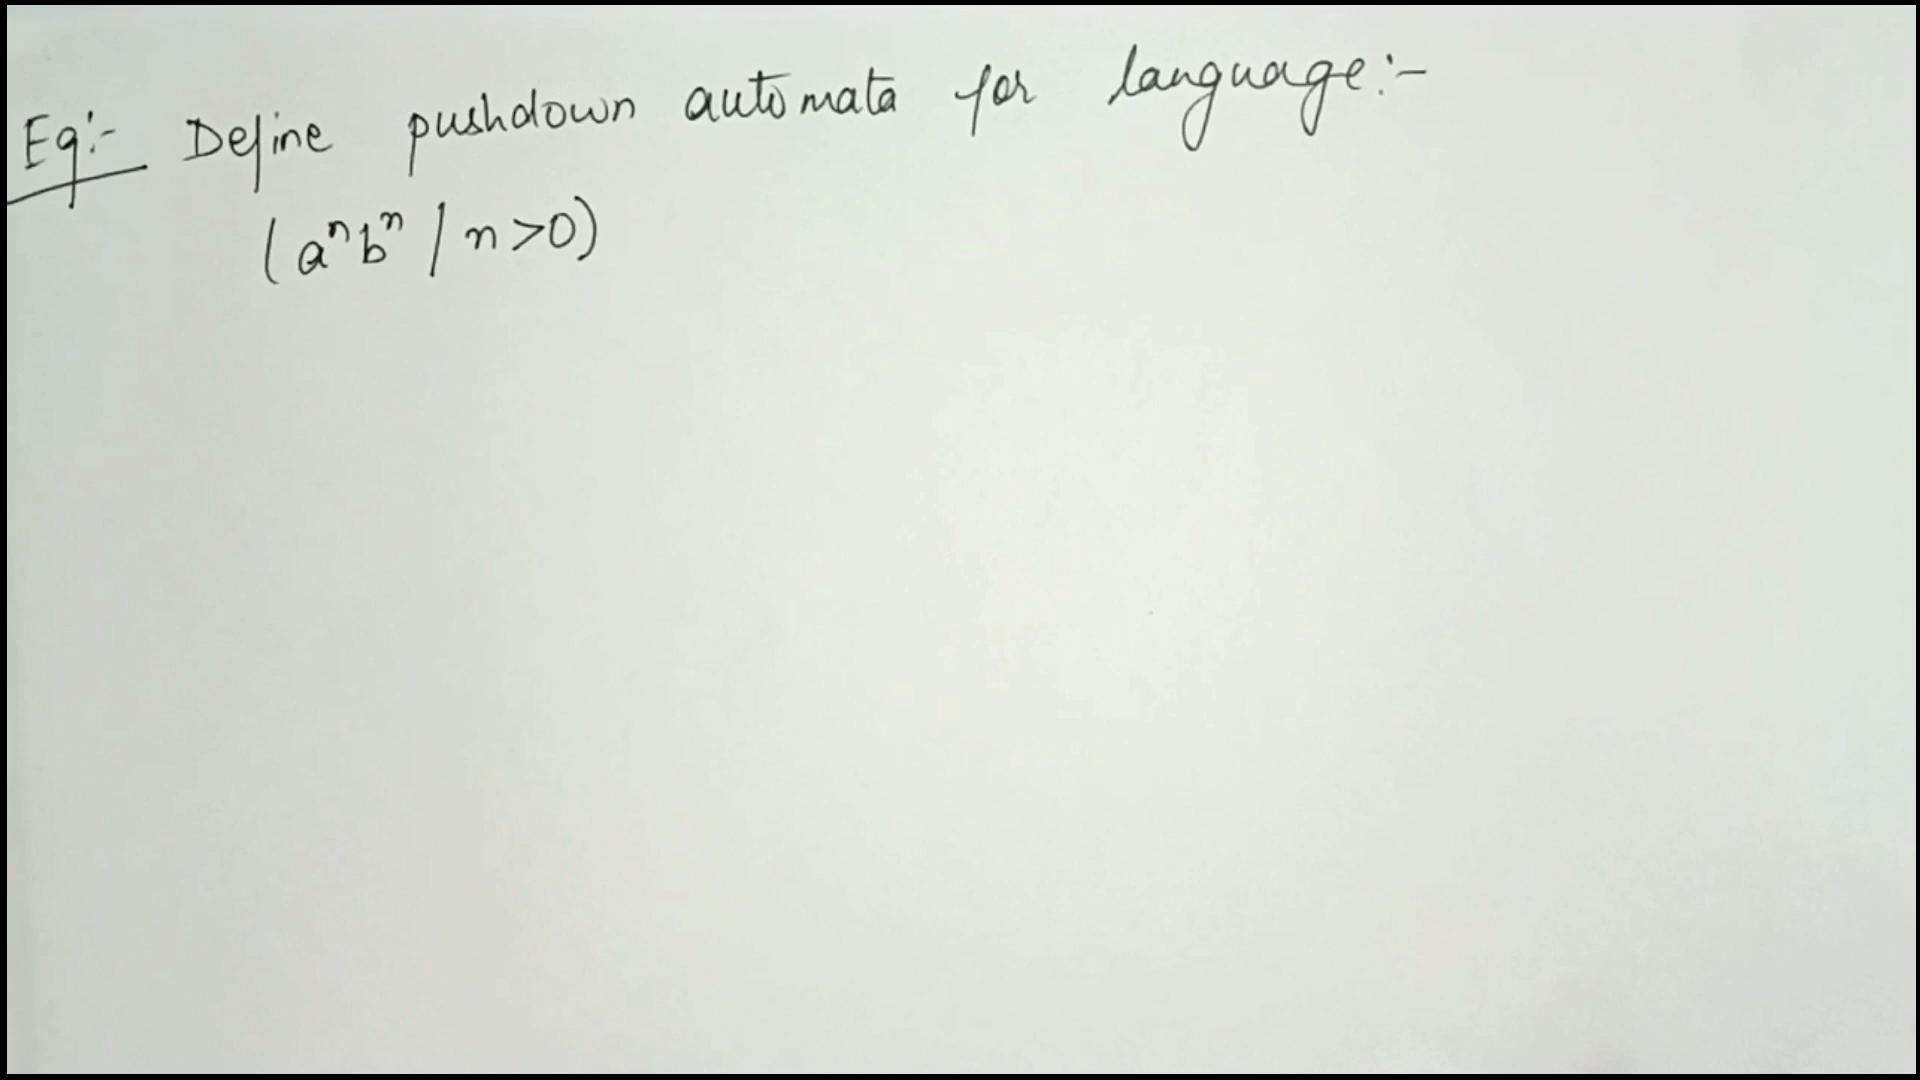 Eg:- Define pushdown automata for language:-
(aⁿbⁿ / n>0)